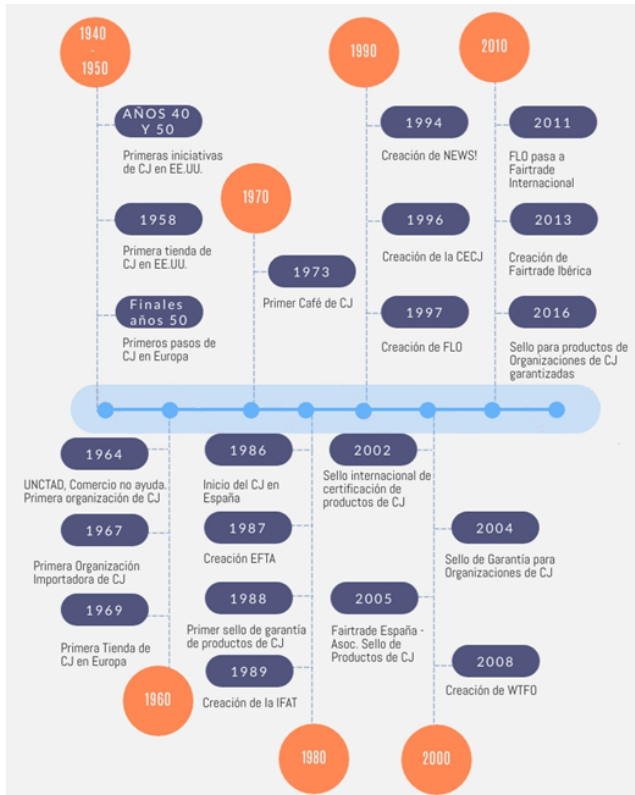 1940
-
1950
AÑOS 40
Y 50
Primeras iniciativas
de CJ en EE.UU.
1958
Primera tienda de
CJ en EE.UU.
Finales
años 50
Primeros pasos de
CJ en Europa
1970
1973
Primer Café de CJ
1990
1994
Creación de NEWS!
1996
Creación de la CECJ
1997
Creación de FLO
2010
2011
FLO pasa a
Fairtrade
Internacional
2013
Creación de
Fairtrade Ibérica
2016
Sello para productos de
Organizaciones de CJ
garantizadas
1964
UNCTAD, Comercio no ayuda.
Primera organización de CJ
1967
Primera Organización
Importadora de CJ
1969
Primera Tienda de
CJ en Europa
1960
1986
Inicio del CJ en
España
1987
Creación EFTA
1988
Primer sello de garantía
de productos de CJ
1989
Creación de la IFAT
1980
2002
Sello internacional de
certificación de
productos de CJ
2004
Sello de Garantía para
Organizaciones de CJ
2005
Fairtrade España -
Asoc. Sello de
Productos de CJ
2008
Creación de WTFO
2000